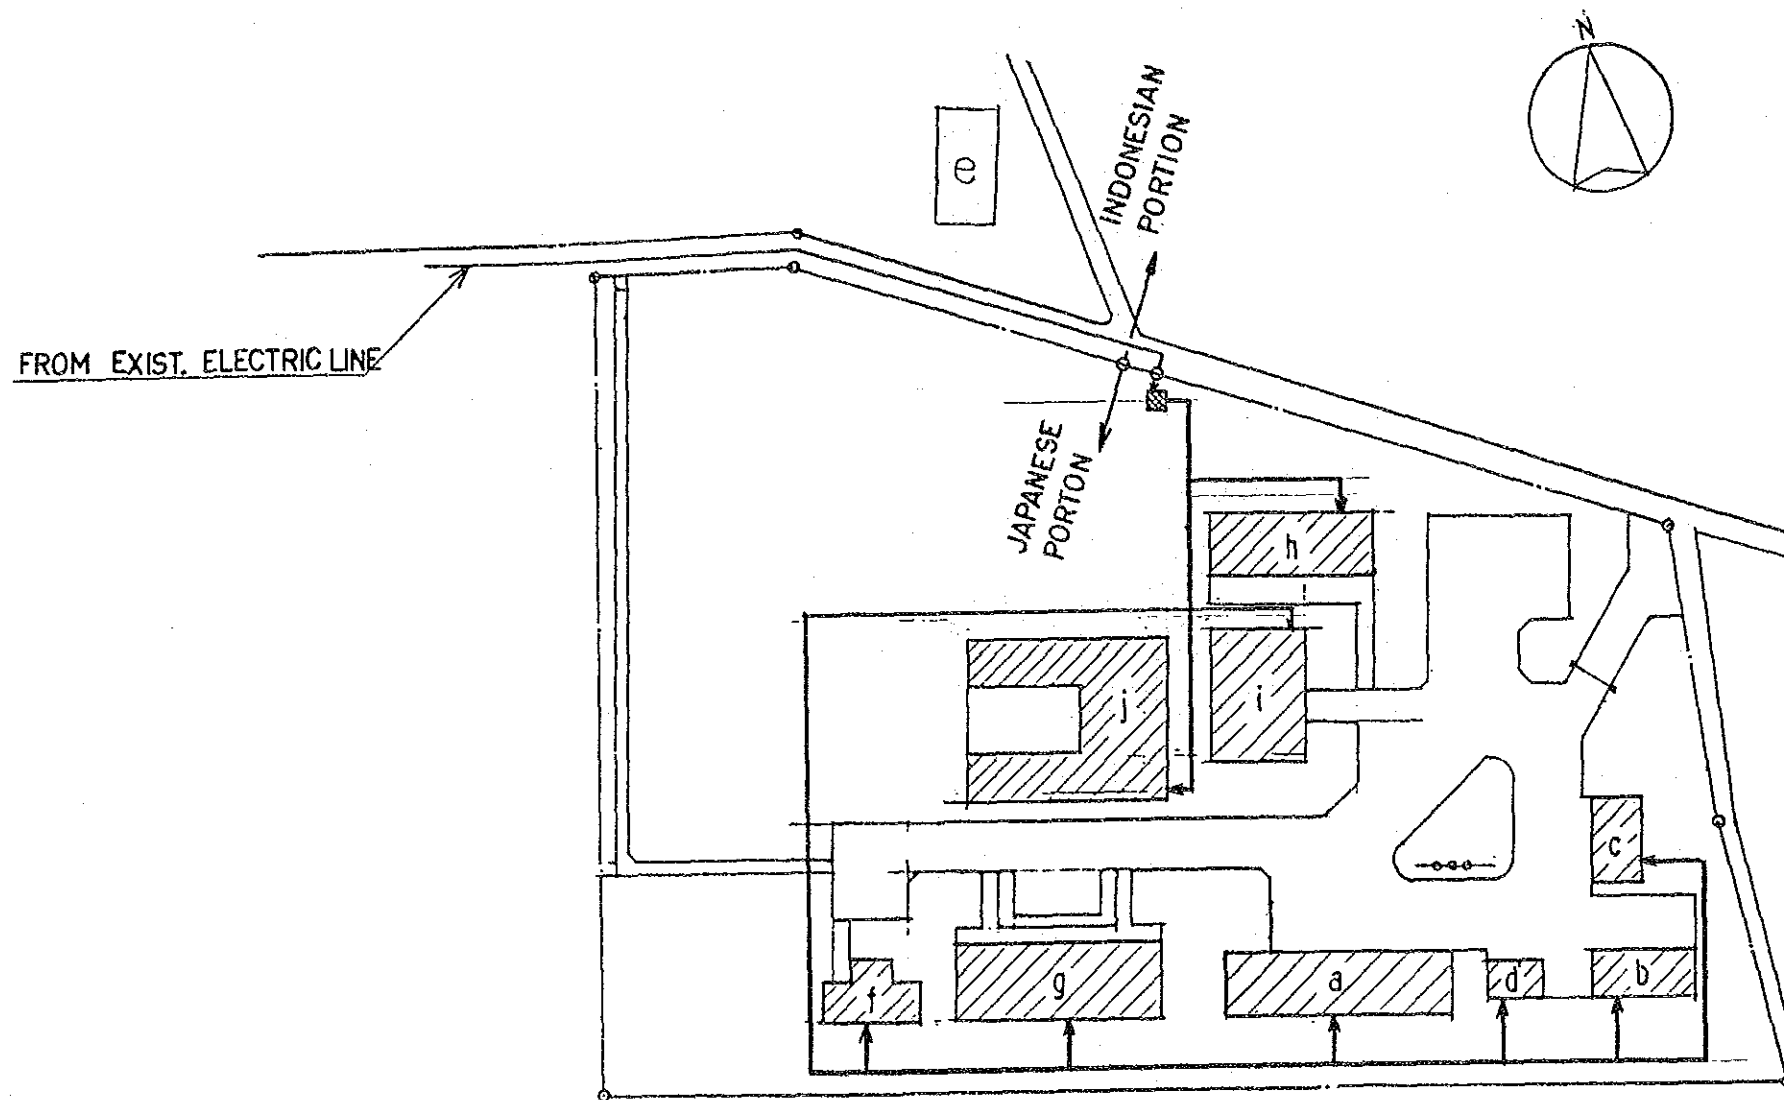 N
INDONESIAN
PORTION
e
FROM EXIST. ELECTRIC LINE
JAPANESE
PORTON
h
j
i
c
f
g
a
d
b